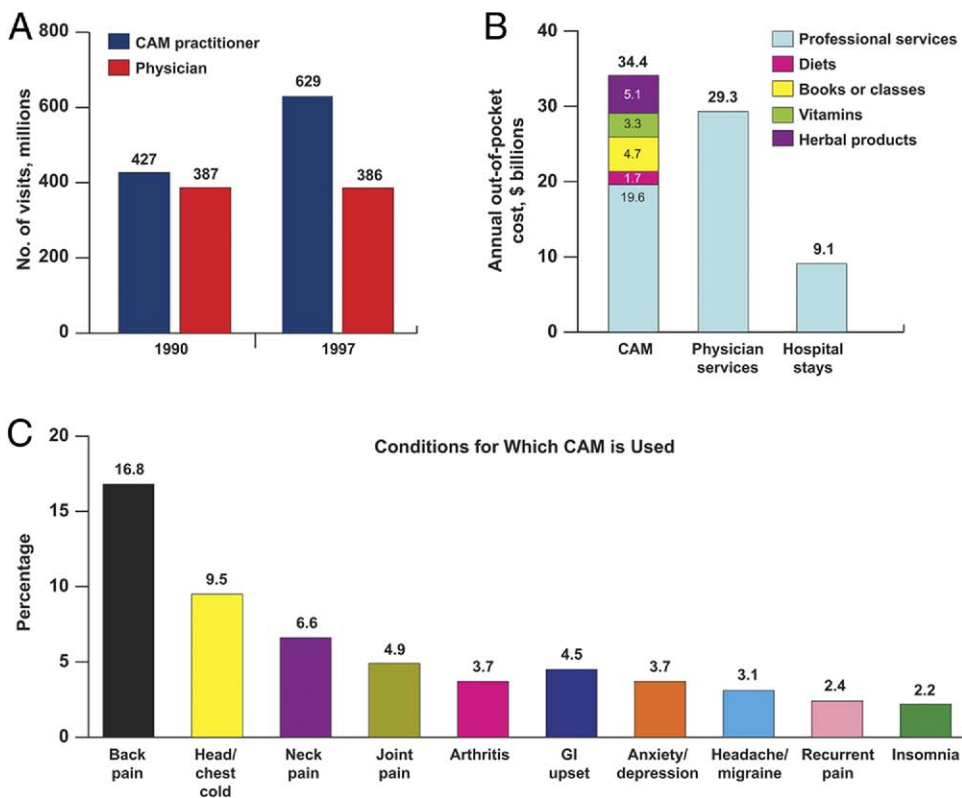 A
No. of visits, millions
800
600
400
200
0
CAM practitioner
Physician
427
387
629
386
1990
1997
B
Annual out-of-pocket
cost, $ billions
40
30
20
10
0
Professional services
Diets
Books or classes
Vitamins
Herbal products
34.4
5.1
3.3
4.7
1.7
19.6
29.3
9.1
CAM
Physician
services
Hospital
stays
C
Conditions for Which CAM is Used
Percentage
20
15
10
5
0
16.8
9.5
6.6
4.9
3.7
4.5
3.7
3.1
2.4
2.2
Back
pain
Head/
chest
cold
Neck
pain
Joint
pain
Arthritis
GI
upset
Anxiety/
depression
Headache/
migraine
Recurrent
pain
Insomnia